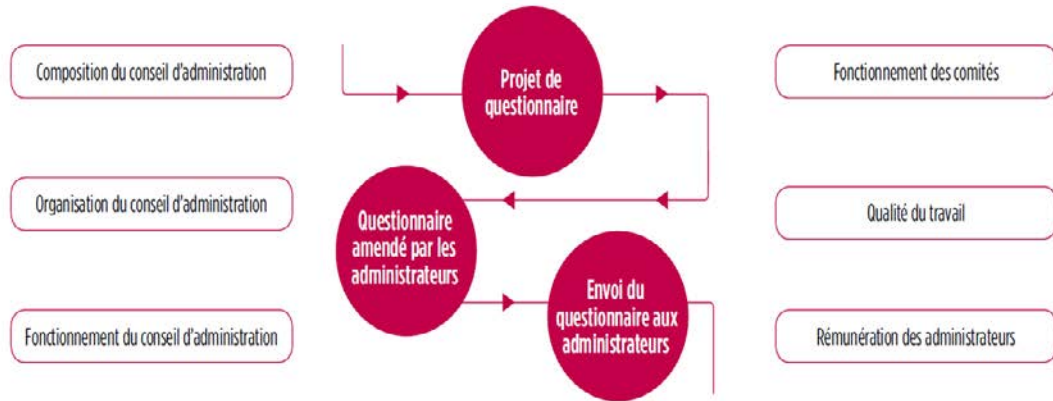 Composition du conseil d'administration
Organisation du conseil d'administration
Fonctionnement du conseil d'administration
Projet de
questionnaire
Questionnaire
amendé par les
administrateurs
Envoi du
questionnaire aux
administrateurs
Fonctionnement des comités
Qualité du travail
Rémunération des administrateurs